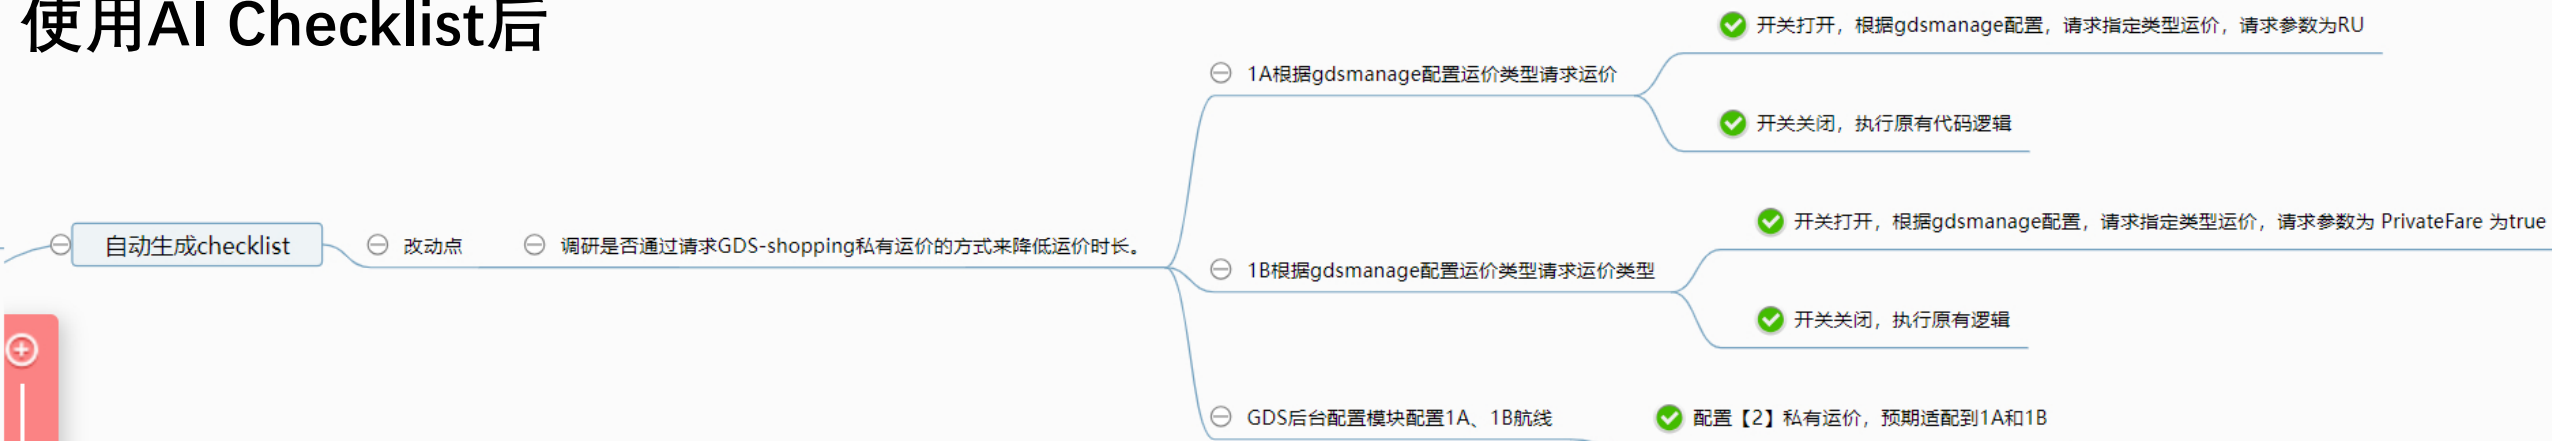 使用AI Checklist后
自动生成checklist
改动点
调研是否通过请求GDS-shopping私有运价的方式来降低运价时长。
1A根据gdsmanage配置运价类型请求运价
开关打开，根据gdsmanage配置，请求指定类型运价，请求参数为RU
开关关闭，执行原有代码逻辑
1B根据gdsmanage配置运价类型请求运价类型
开关打开，根据gdsmanage配置，请求指定类型运价，请求参数为 PrivateFare 为true
开关关闭，执行原有逻辑
GDS后台配置模块配置1A、1B航线
配置【2】私有运价，预期适配到1A和1B